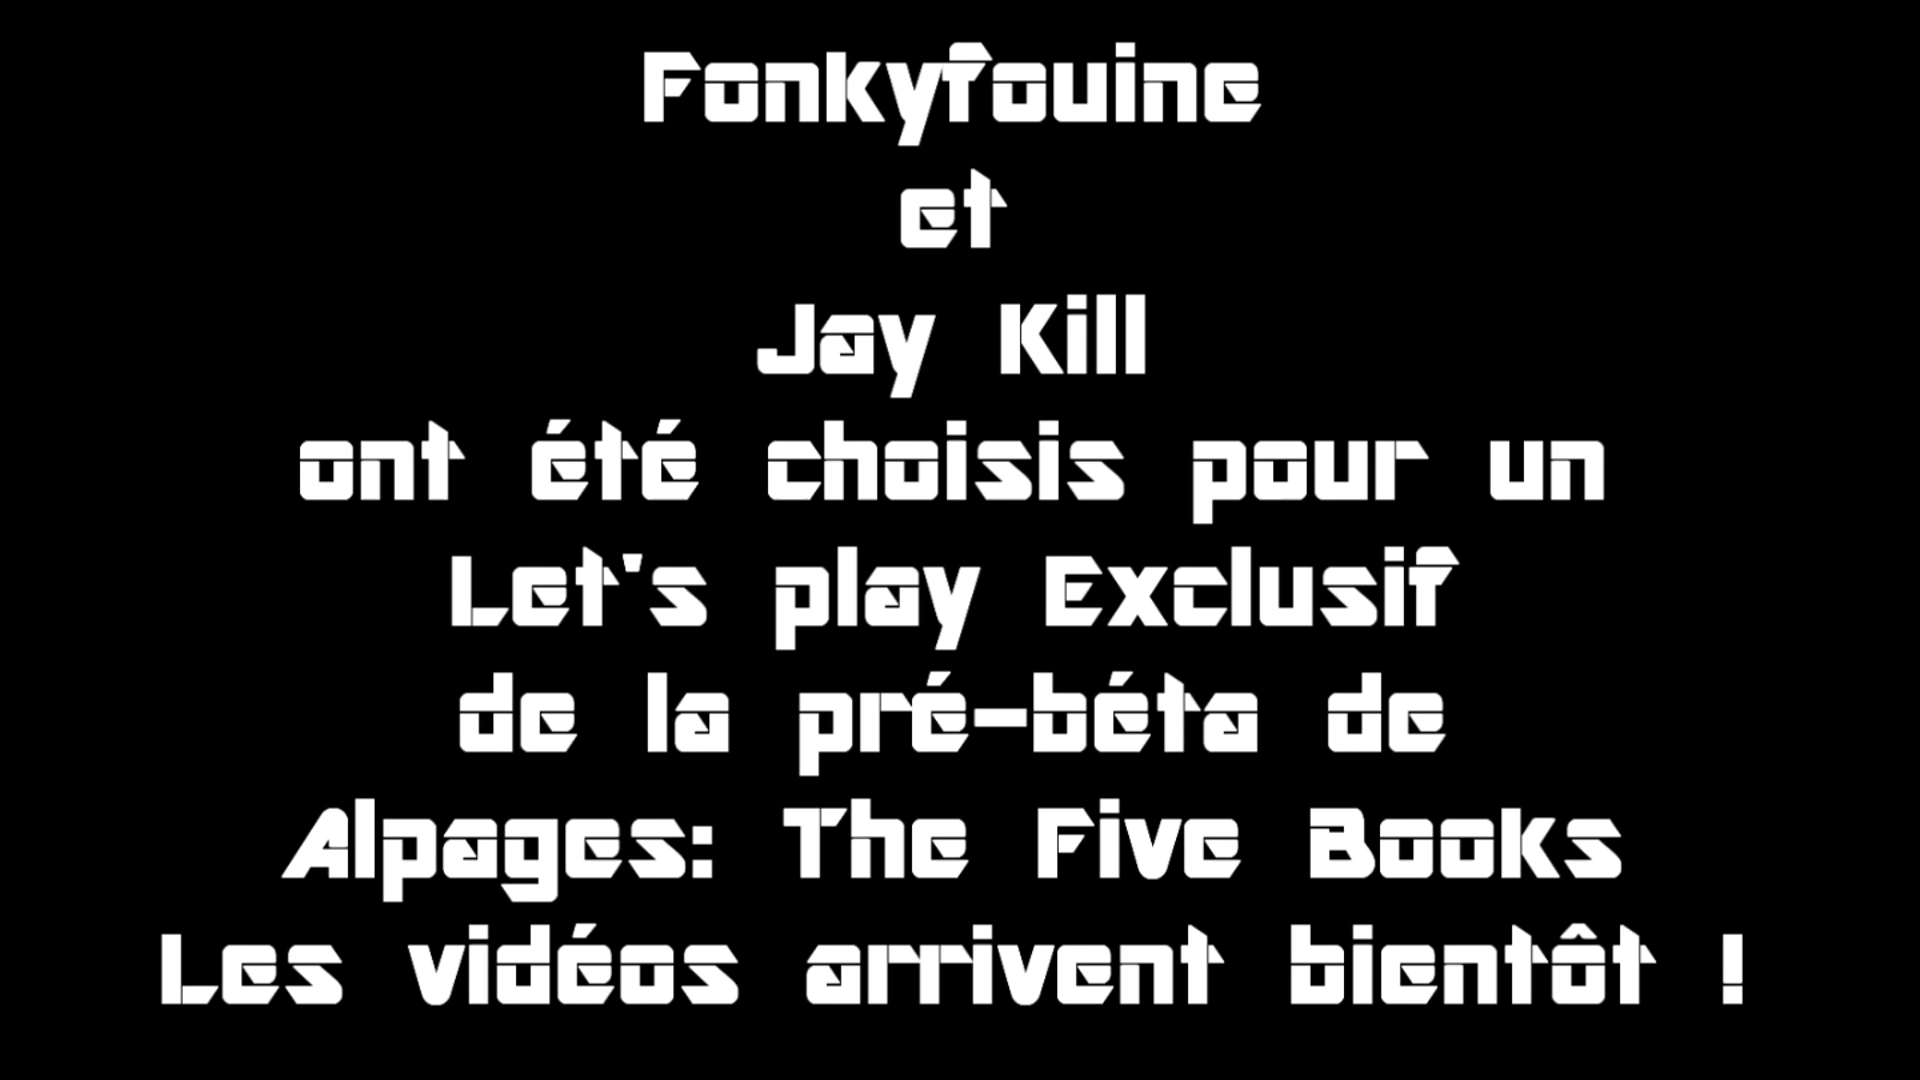 Fonkyfouine
et
Jay Kill
ont été choisis pour un
Let's play Exclusif
de la pré-béta de
Alpages: The Five Books
Les vidéos arrivent bientôt !